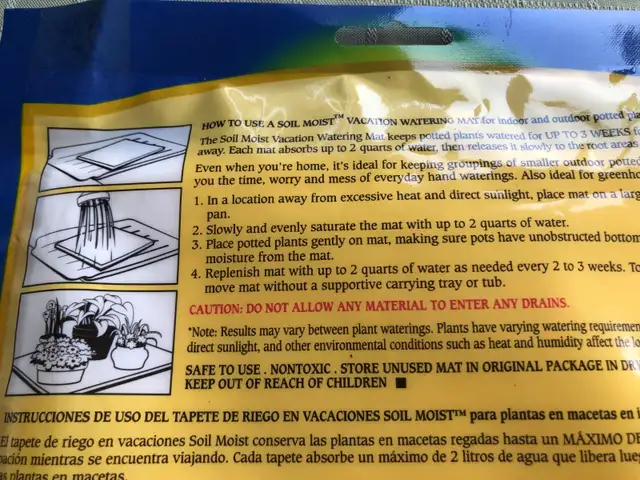 HOW TO USE A SOIL MOIST™ VACATION WATERING MAT for indoor and outdoor potted
The Soil Moist Vacation Watering Mat keeps potted plants watered for UP TO 3 WEEKS
away. Each mat absorbs up to 2 quarts of water, then releases it slowly to the root areas
Even when you're home, it's ideal for keeping groupings of smaller outdoor
you the time, worry and mess of everyday hand waterings. Also ideal for
1. In a location away from excessive heat and direct sunlight, place mat on a
pan.
2. Slowly and evenly saturate the mat with up to 2 quarts of water.
3. Place potted plants gently on mat, making sure pots have unobstructed
moisture from the mat.
4. Replenish mat with up to 2 quarts of water as needed every 2 to 3 weeks.
move mat without a supportive carrying tray or tub.
CAUTION: DO NOT ALLOW ANY MATERIAL TO ENTER ANY DRAINS.
*Note: Results may vary between plant waterings. Plants have varying watering
direct sunlight, and other environmental conditions such as heat and humidity affect the
SAFE TO USE . NONTOXIC . STORE UNUSED MAT IN ORIGINAL PACKAGE IN
KEEP OUT OF REACH OF CHILDREN ■
INSTRUCCIONES DE USO DEL TAPETE DE RIEGO EN VACACIONES SOIL MOIST™ para plantas en macetas en
El tapete de riego en vacaciones Soil Moist conserva las plantas en macetas regadas hasta un MÁXIMO
mientras se encuentra viajando. Cada tapete absorbe un máximo de 2 litros de agua que libera
plantas en macetas.